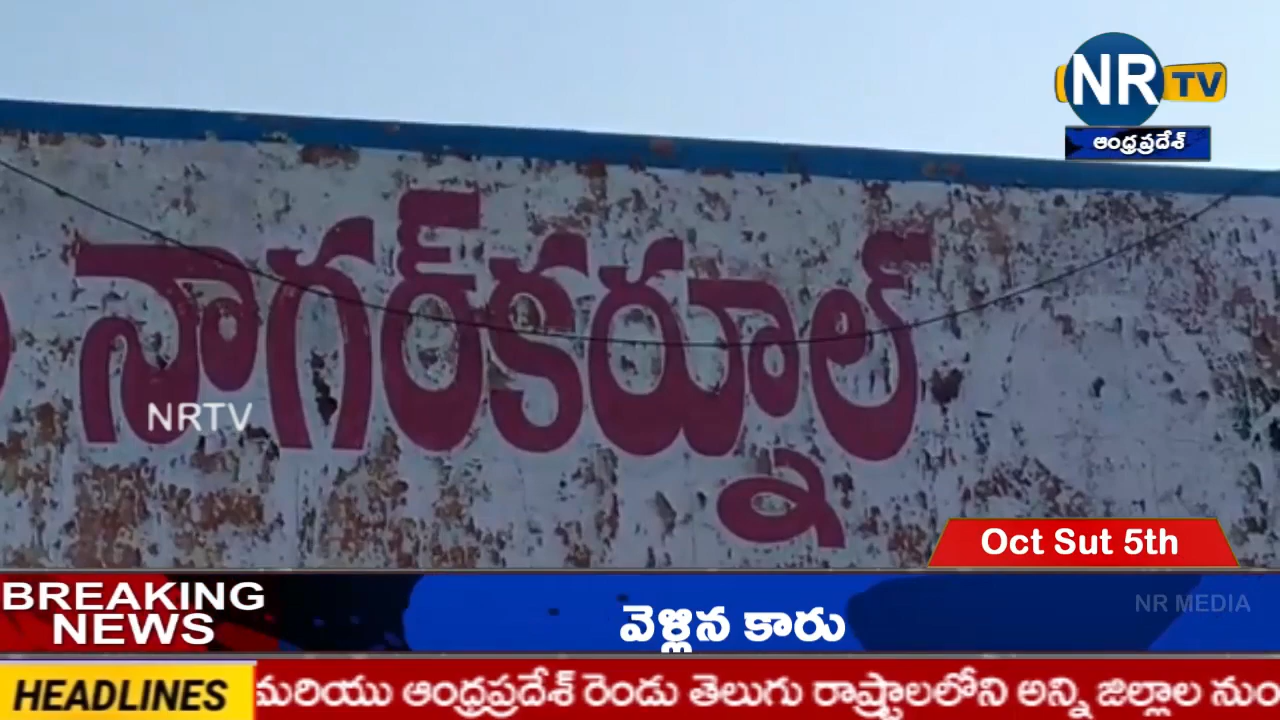 NR TV
ఆంధ్రప్రదేశ్
నాగర్‌కర్నూల్
NRTV
Oct Sut 5th
BREAKING
NEWS
వెళ్లిన కారు
NR MEDIA
HEADLINES
మరియు ఆంధ్రప్రదేశ్ రెండు తెలుగు రాష్ట్రాలలోని అన్ని జిల్లాల